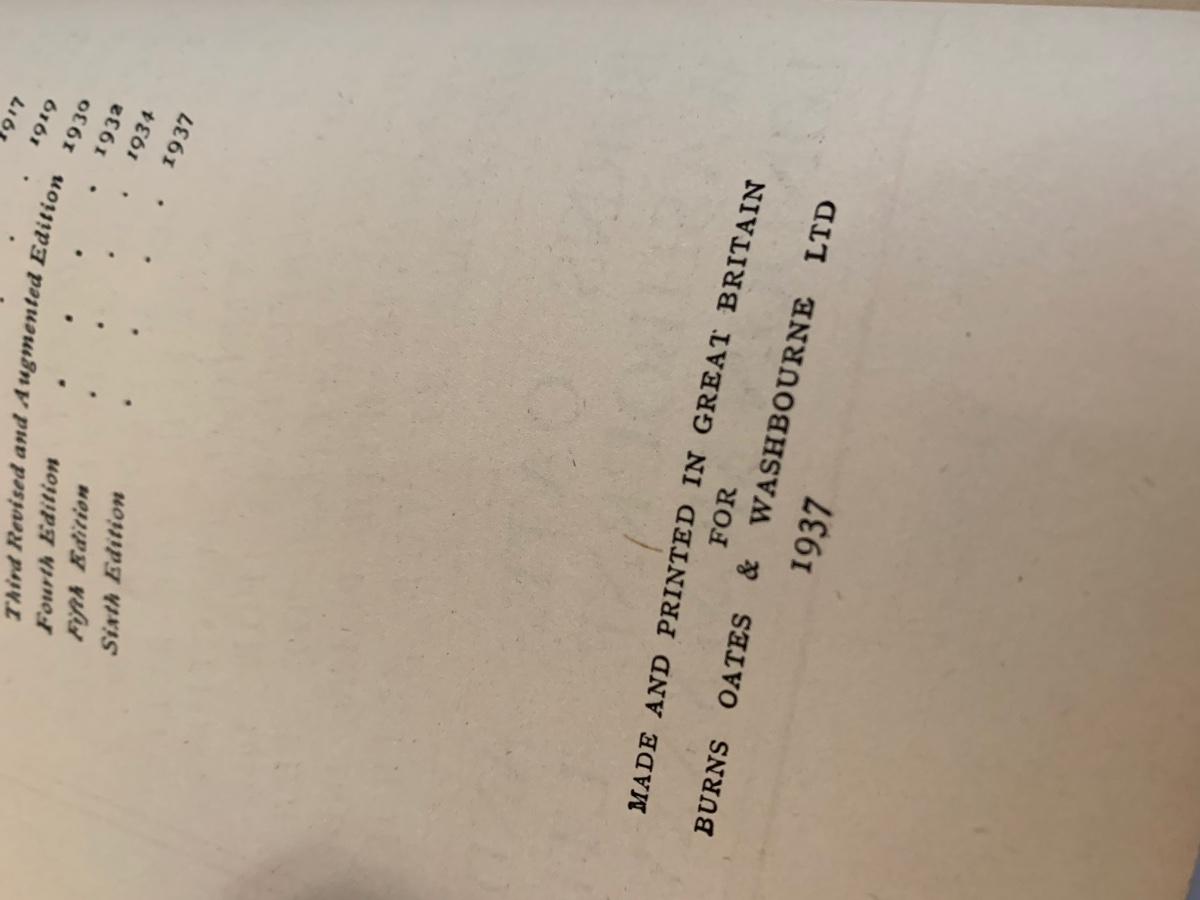 1917
. . . 1919
Third Revised and Augmented Edition 1930
Fourth Edition . . . . 1932
Fifth Edition . . . . 1934
Sixth Edition . . . . 1937
MADE AND PRINTED IN GREAT BRITAIN
FOR
BURNS OATES & WASHBOURNE LTD
1937